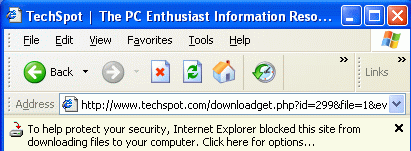 TechSpot | The PC Enthusiast Information Reso...
File Edit View Favorites Tools Help
Back Links
Address http://www.techspot.com/downloadget.php?id=299&file=1&ev
To help protect your security, Internet Explorer blocked this site from
downloading files to your computer. Click here for options...